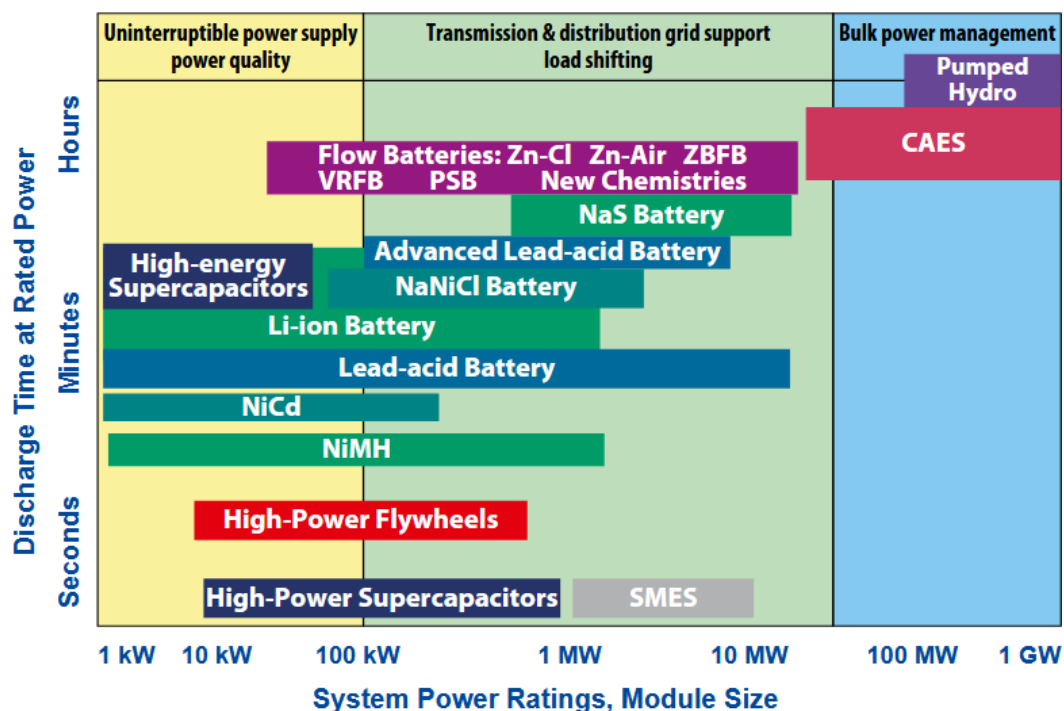 Uninterruptible power supply
power quality
Transmission & distribution grid support
load shifting
Bulk power management
Pumped
Hydro
CAES
Flow Batteries: Zn-Cl Zn-Air ZBFB
VRFB PSB New Chemistries
NaS Battery
Advanced Lead-acid Battery
High-energy
Supercapacitors
NaNiCl Battery
Li-ion Battery
Lead-acid Battery
NiCd
NiMH
High-Power Flywheels
High-Power Supercapacitors
SMES
Discharge Time at Rated Power
Hours
Minutes
Seconds
1 kW 10 kW 100 kW 1 MW 10 MW 100 MW 1 GW
System Power Ratings, Module Size